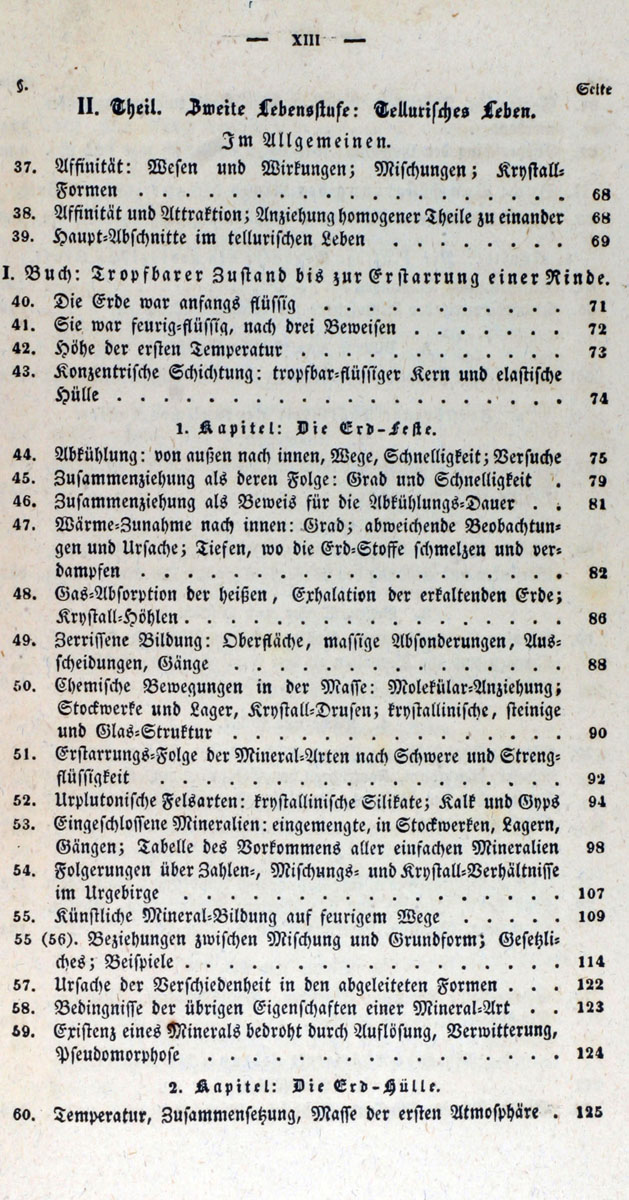 — XIII —
§. Seite
II. Theil. Zweite Lebensstufe: Tellurisches Leben.
Im Allgemeinen.
37. Affinität: Wesen und Wirkungen; Mischungen; Krystall-
Formen . . . . . . . . . . . . . . . . . 68
38. Affinität und Attraktion; Anziehung homogener Theile zu einander 68
39. Haupt-Abschnitte im tellurischen Leben . . . . . . . 69
I. Buch: Tropfbarer Zustand bis zur Erstarrung einer Rinde.
40. Die Erde war anfangs flüssig . . . . . . . . . . 71
41. Sie war feurig-flüssig, nach drei Beweisen . . . . . . 72
42. Höhe der ersten Temperatur . . . . . . . . . . . 73
43. Konzentrische Schichtung: tropfbar-flüssiger Kern und elastische
Hülle . . . . . . . . . . . . . . . . . . 74
1. Kapitel: Die Erd-Feste.
44. Abkühlung: von außen nach innen, Wege, Schnelligkeit; Versuche 75
45. Zusammenziehung als deren Folge: Grad und Schnelligkeit . 79
46. Zusammenziehung als Beweis für die Abkühlungs-Dauer . . 81
47. Wärme-Zunahme nach innen: Grad; abweichende Beobachtun-
gen und Ursache; Tiefen, wo die Erd-Stoffe schmelzen und ver-
dampfen . . . . . . . . . . . . . . . . . 82
48. Gas-Absorption der heißen, Exhalation der erkaltenden Erde;
Krystall-Höhlen . . . . . . . . . . . . . . . 86
49. Zerrissene Bildung: Oberfläche, massige Absonderungen, Aus-
scheidungen, Gänge . . . . . . . . . . . . . 88
50. Chemische Bewegungen in der Masse: Molekülar-Anziehung;
Stockwerke und Lager, Krystall-Drusen; krystallinische, steinige
und Glas-Struktur . . . . . . . . . . . . . 90
51. Erstarrungs-Folge der Mineral-Arten nach Schwere und Streng-
flüssigkeit . . . . . . . . . . . . . . . . 92
52. Urplutonische Felsarten: krystallinische Silikate; Kalk und Gyps 94
53. Eingeschlossene Mineralien: eingemengte, in Stockwerken, Lagern,
Gängen; Tabelle des Vorkommens aller einfachen Mineralien 98
54. Folgerungen über Zahlen-, Mischungs- und Krystall-Verhältnisse
im Urgebirge . . . . . . . . . . . . . . . 107
55. Künstliche Mineral-Bildung auf feurigem Wege . . . . . 109
55 (56). Beziehungen zwischen Mischung und Grundform; Gesetzli-
ches; Beispiele . . . . . . . . . . . . . . . 114
57. Ursache der Verschiedenheit in den abgeleiteten Formen . . . 122
58. Bedingnisse der übrigen Eigenschaften einer Mineral-Art . . 123
59. Existenz eines Minerals bedroht durch Auflösung, Verwitterung,
Pseudomorphose . . . . . . . . . . . . . . 124
2. Kapitel: Die Erd-Hülle.
60. Temperatur, Zusammensetzung, Masse der ersten Atmosphäre . 125